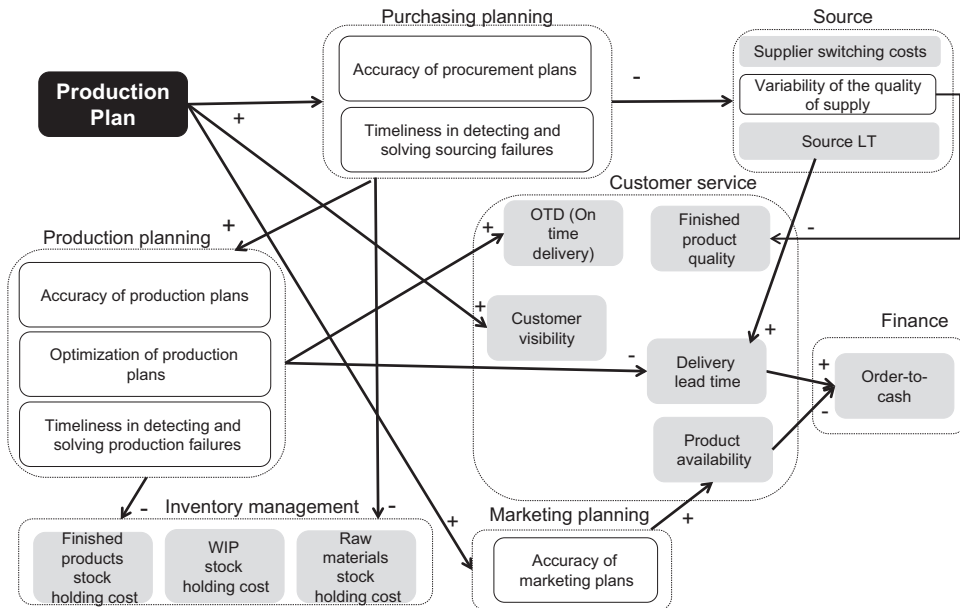 Purchasing planning
Source
Production
Plan
Accuracy of procurement plans
Timeliness in detecting and
solving sourcing failures
+
-
Supplier switching costs
Variability of the quality
of supply
Source LT
Customer service
OTD (On
time
delivery)
Finished
product
quality
+
-
Production planning
+
Accuracy of production plans
Optimization of production
plans
Timeliness in detecting and
solving production failures
+
Customer
visibility
-
Delivery
lead time
+
Finance
+
Order-to-
cash
-
Product
availability
-
Inventory management
-
Finished
products
stock
holding cost
WIP
stock
holding cost
Raw
materials
stock
holding cost
+
Marketing planning
+
Accuracy of
marketing plans